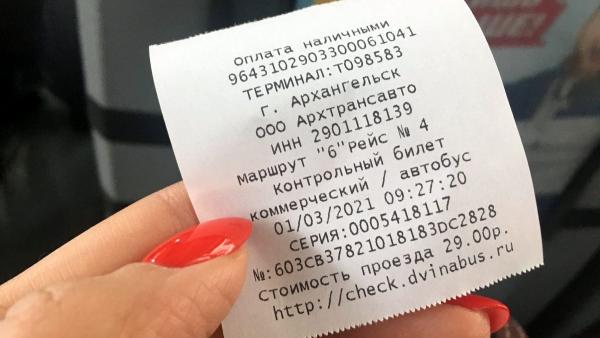 оплата наличными
9643102903300061041
ТЕРМИНАЛ:Т098583
г. Архангельск
ООО Архтрансавто
ИНН 2901118139
Маршрут "6"рейс № 4
контрольный билет
коммерческий / автобус
01/03/2021 09:27:20
СЕРИЯ:0005418117
№:603CB37821018183DC2828
Стоимость проезда 29.00р.
http://check.dvinabus.ru